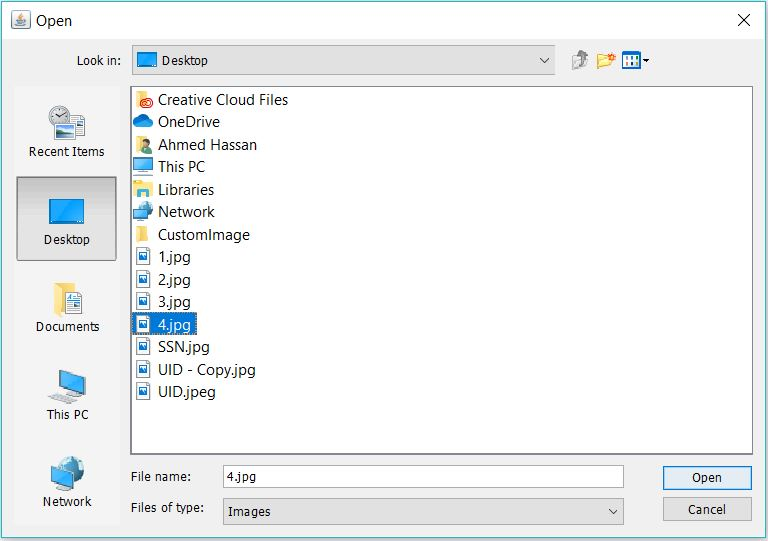 Open
Look in: Desktop
Recent Items
Desktop
Documents
This PC
Network
Creative Cloud Files
OneDrive
Ahmed Hassan
This PC
Libraries
Network
CustomImage
1.jpg
2.jpg
3.jpg
4.jpg
SSN.jpg
UID - Copy.jpg
UID.jpeg
File name: 4.jpg
Open
Files of type: Images
Cancel